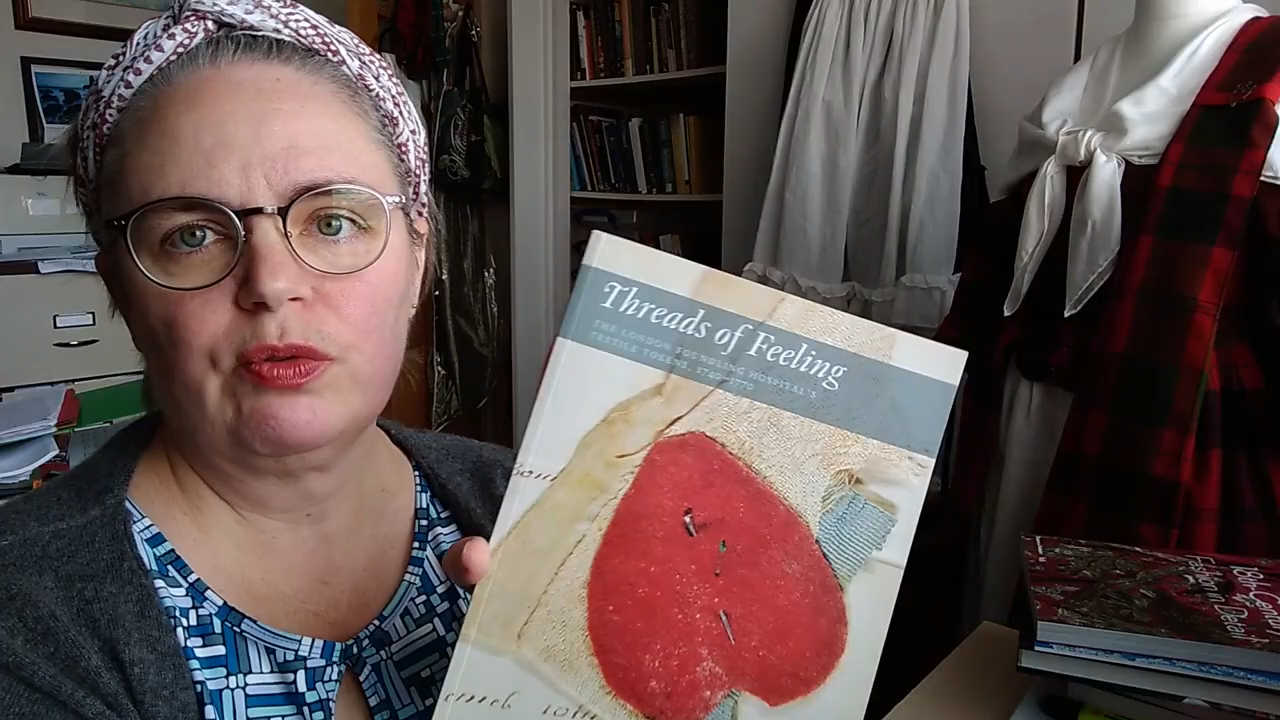 Threads of Feeling
THE LONDON FOUNDLING HOSPITAL'S
TEXTILE TOKENS, 1740–1770
18th-Century
Fashion in Detail